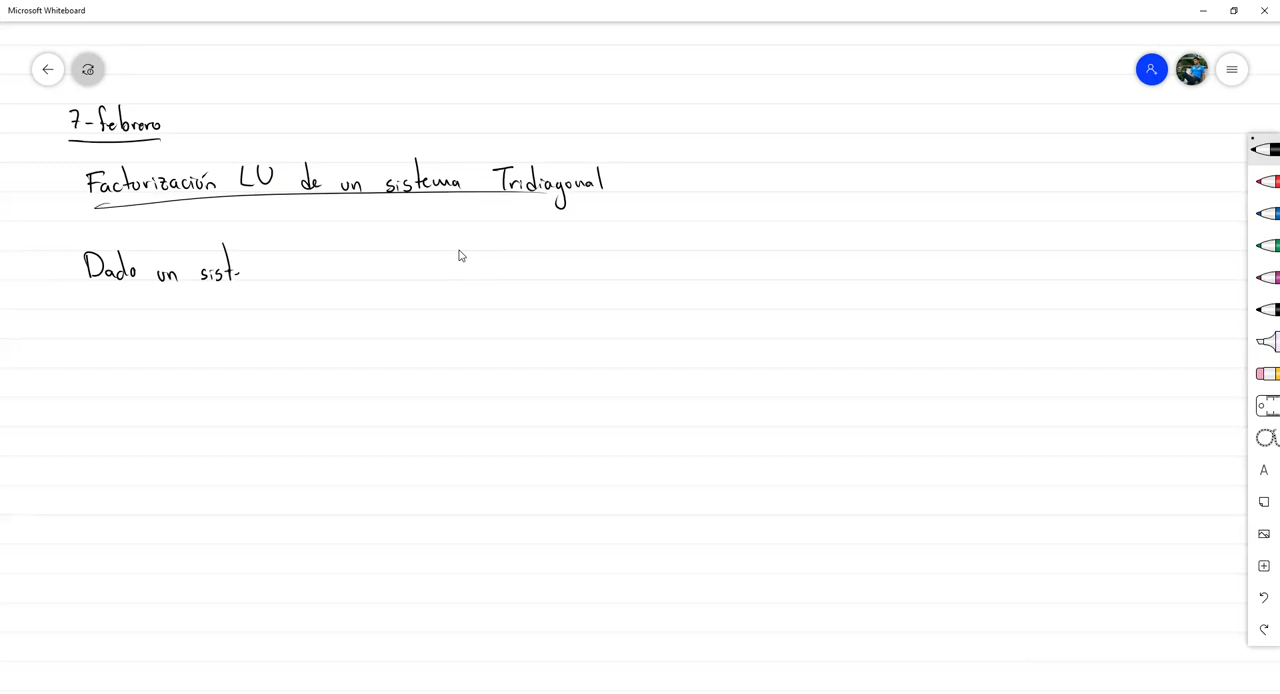 Microsoft Whiteboard
7-febrero
Factorización LU de un sistema Tridiagonal
Dado un sist
A